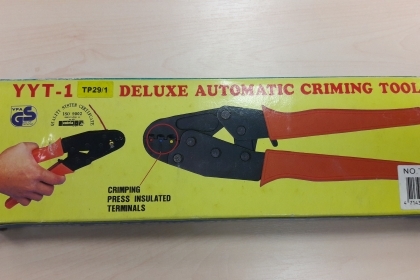 YYT-1 TP29/1 DELUXE AUTOMATIC CRIMING TOOL
GS
ISO 9002
CRIMPING
PRESS INSULATED
TERMINALS
NO.